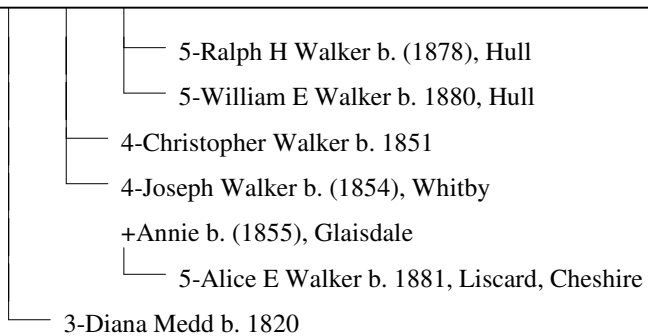 5-Ralph H Walker b. (1878), Hull
5-William E Walker b. 1880, Hull
4-Christopher Walker b. 1851
4-Joseph Walker b. (1854), Whitby
+Annie b. (1855), Glaisdale
5-Alice E Walker b. 1881, Liscard, Cheshire
3-Diana Medd b. 1820